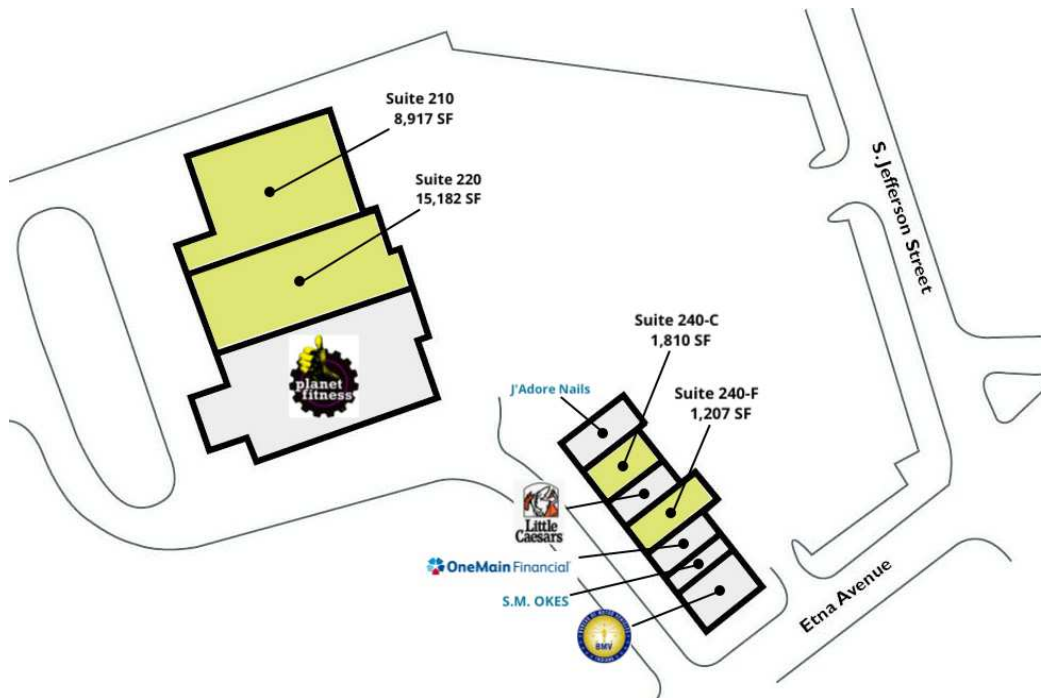 Suite 210
8,917 SF
Suite 220
15,182 SF
S. Jefferson Street
planet
fitness
Suite 240-C
1,810 SF
J'Adore Nails
Suite 240-F
1,207 SF
Little
Caesars
OneMain Financial
S.M. OKES
BMV
Etna Avenue